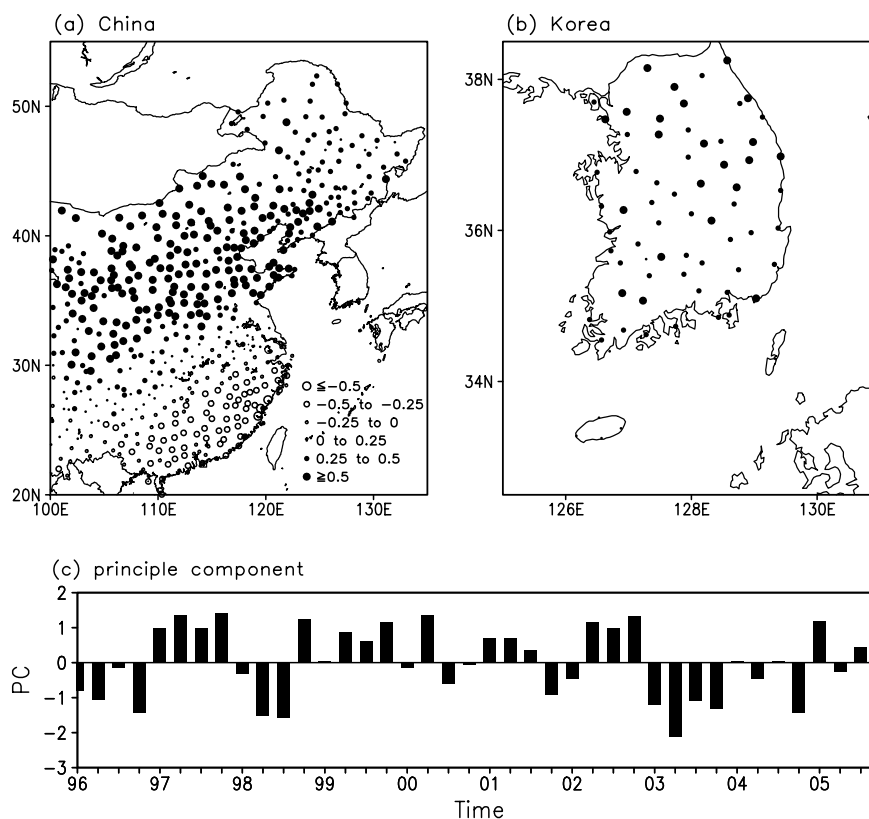 (a) China
(b) Korea
50N
40N
30N
20N
100E
110E
120E
130E
≤−0.5
−0.5 to −0.25
−0.25 to 0
0 to 0.25
0.25 to 0.5
≧0.5
38N
36N
34N
126E
128E
130E
(c) principle component
PC
2
1
0
−1
−2
−3
96
97
98
99
00
01
02
03
04
05
Time